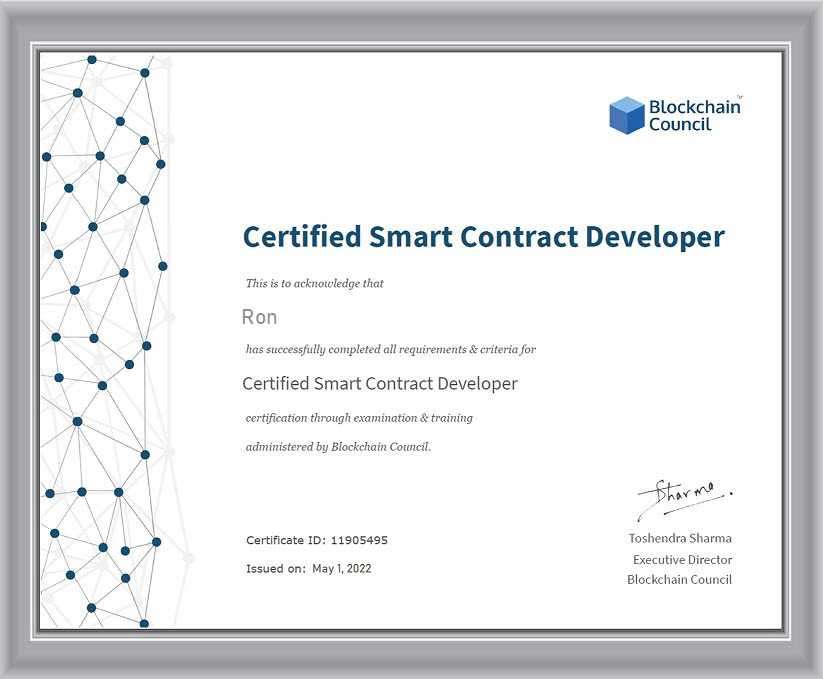 Blockchain™
Council
Certified Smart Contract Developer
This is to acknowledge that
Ron
has successfully completed all requirements & criteria for
Certified Smart Contract Developer
certification through examination & training
administered by Blockchain Council.
Sharma
Certificate ID: 11905495
Issued on: May 1, 2022
Toshendra Sharma
Executive Director
Blockchain Council